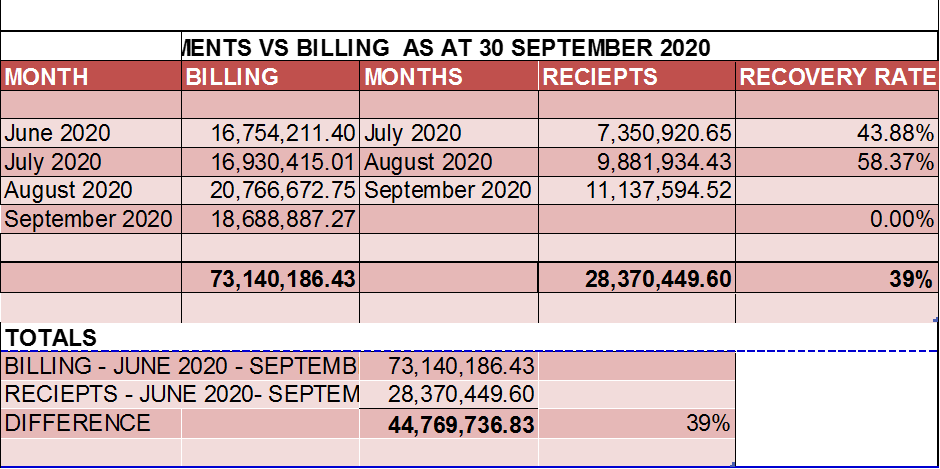 MENTS VS BILLING AS AT 30 SEPTEMBER 2020
MONTH BILLING MONTHS RECIEPTS RECOVERY RATE
June 2020 16,754,211.40 July 2020 7,350,920.65 43.88%
July 2020 16,930,415.01 August 2020 9,881,934.43 58.37%
August 2020 20,766,672.75 September 2020 11,137,594.52
September 2020 18,688,887.27 0.00%
73,140,186.43 28,370,449.60 39%
TOTALS
BILLING - JUNE 2020 - SEPTEMB 73,140,186.43
RECIEPTS - JUNE 2020- SEPTEM 28,370,449.60
DIFFERENCE 44,769,736.83 39%